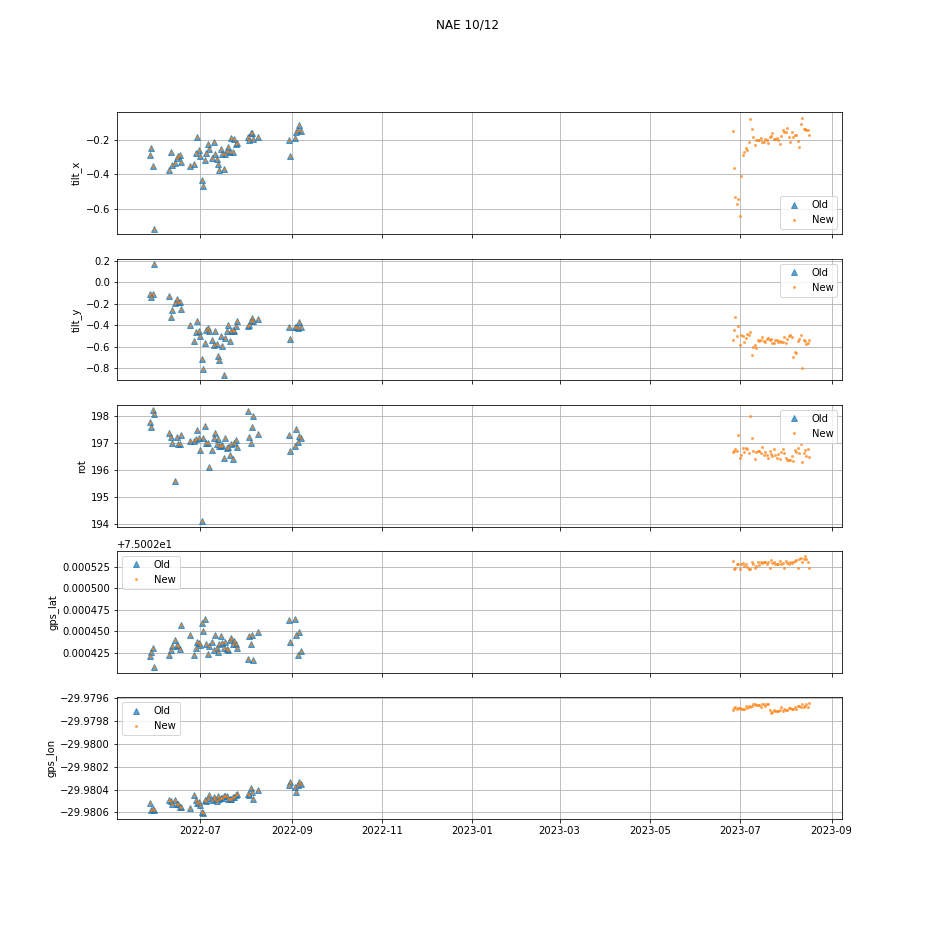 NAE 10/12
tilt_x
−0.2
−0.4
−0.6
Old
New
tilt_y
0.2
0.0
−0.2
−0.4
−0.6
−0.8
Old
New
rot
198
197
196
195
194
Old
New
+7.5002e1
gps_lat
0.000525
0.000500
0.000475
0.000450
0.000425
Old
New
gps_lon
−29.9796
−29.9798
−29.9800
−29.9802
−29.9804
−29.9806
Old
New
2022-07 2022-09 2022-11 2023-01 2023-03 2023-05 2023-07 2023-09